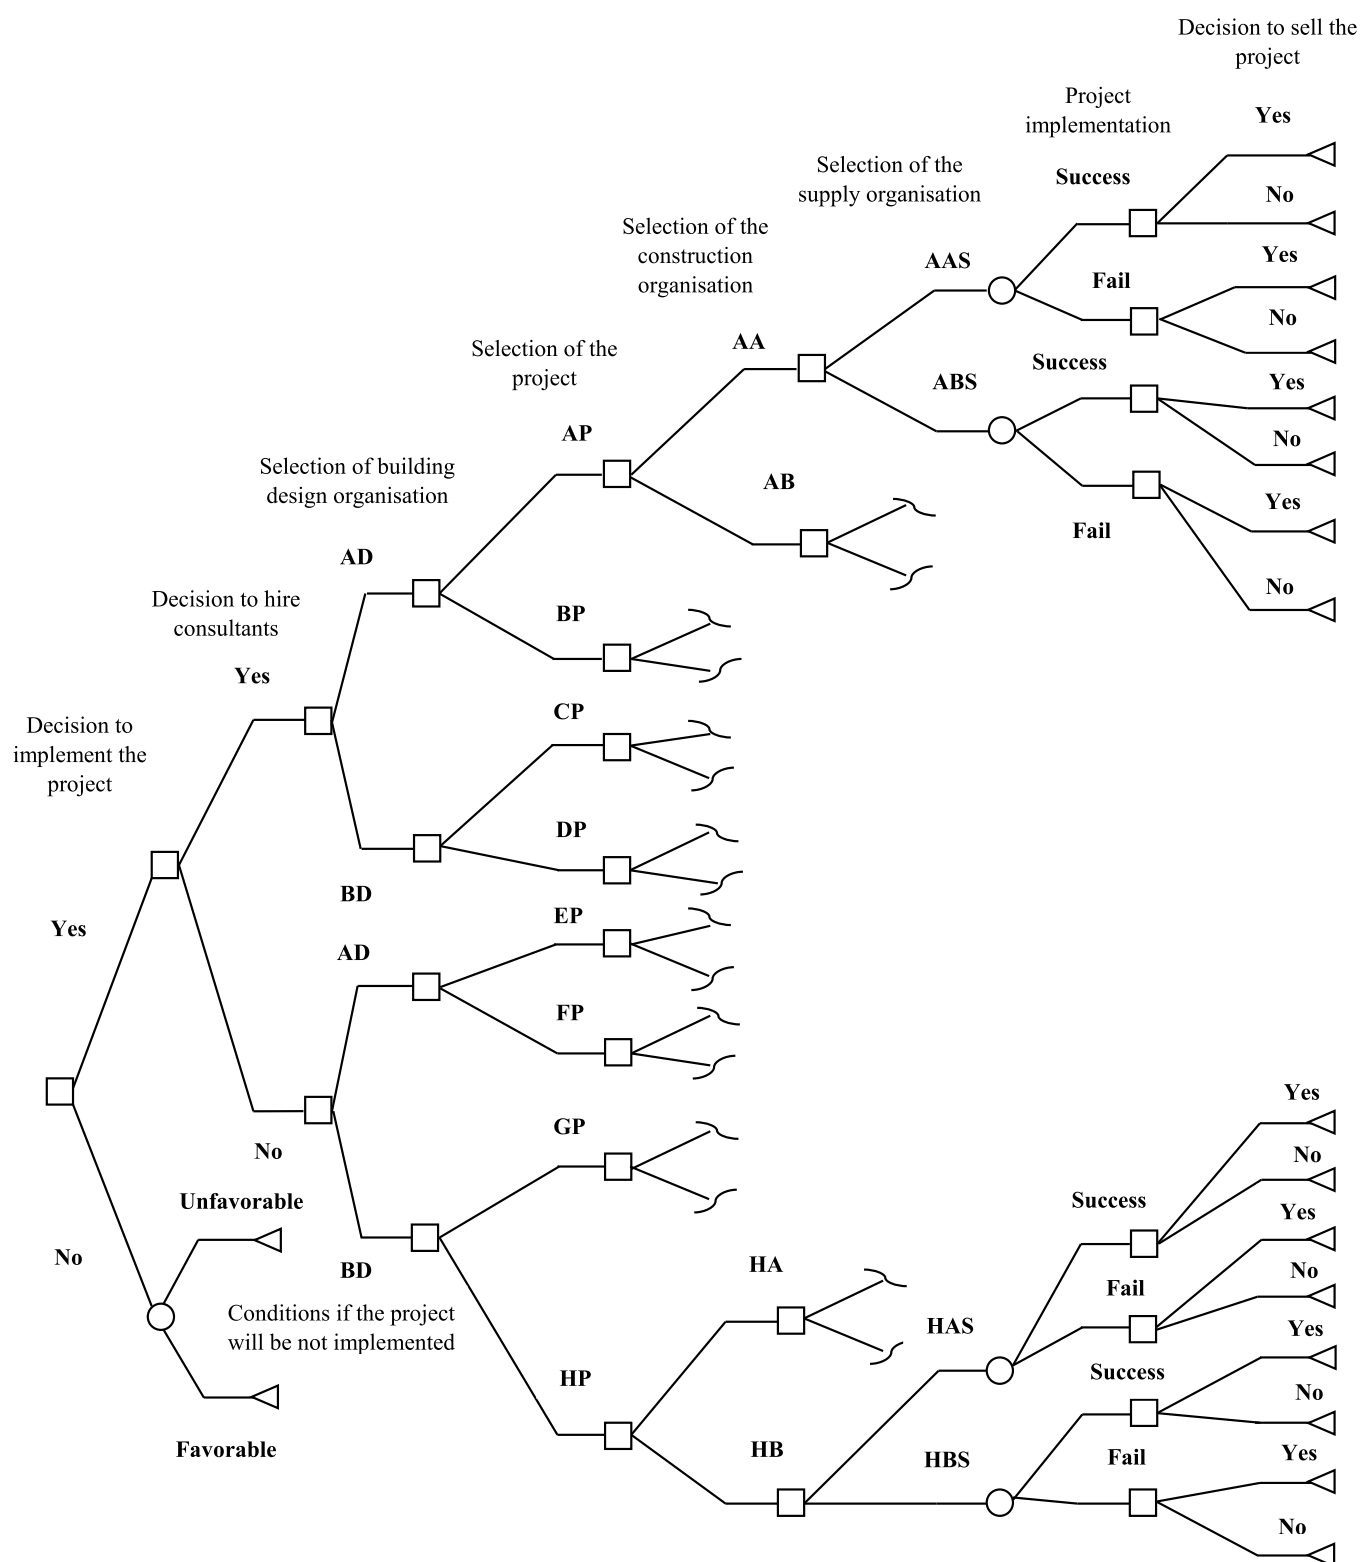 Decision to sell the
project
Project
implementation
Yes
Selection of the
supply organisation
Success
No
Selection of the
construction
organisation
AAS
Yes
Fail
No
Selection of the
project
AA
Success
ABS
Yes
No
AP
Selection of building
design organisation
AB
Yes
Fail
AD
No
Decision to hire
consultants
BP
Yes
CP
Decision to
implement the
project
DP
BD
EP
Yes
AD
FP
Yes
GP
No
No
Unfavorable
Success
Yes
No
HA
BD
No
Fail
Conditions if the project
will be not implemented
HAS
Yes
Success
HP
No
Favorable
HB
HBS
Fail
Yes
No